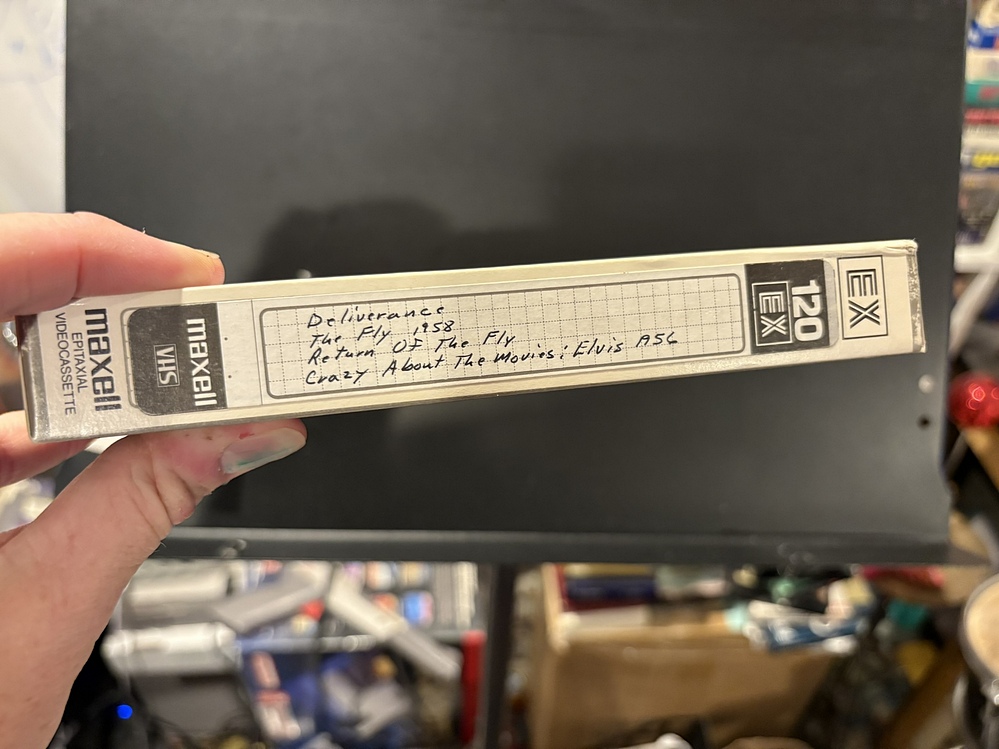 maxell
EPITAXIAL
VIDEOCASSETTE
maxell
VHS
Deliverance
The Fly 1958
Return Of The Fly
Crazy About The Movies: Elvis A56
120
EX
EX